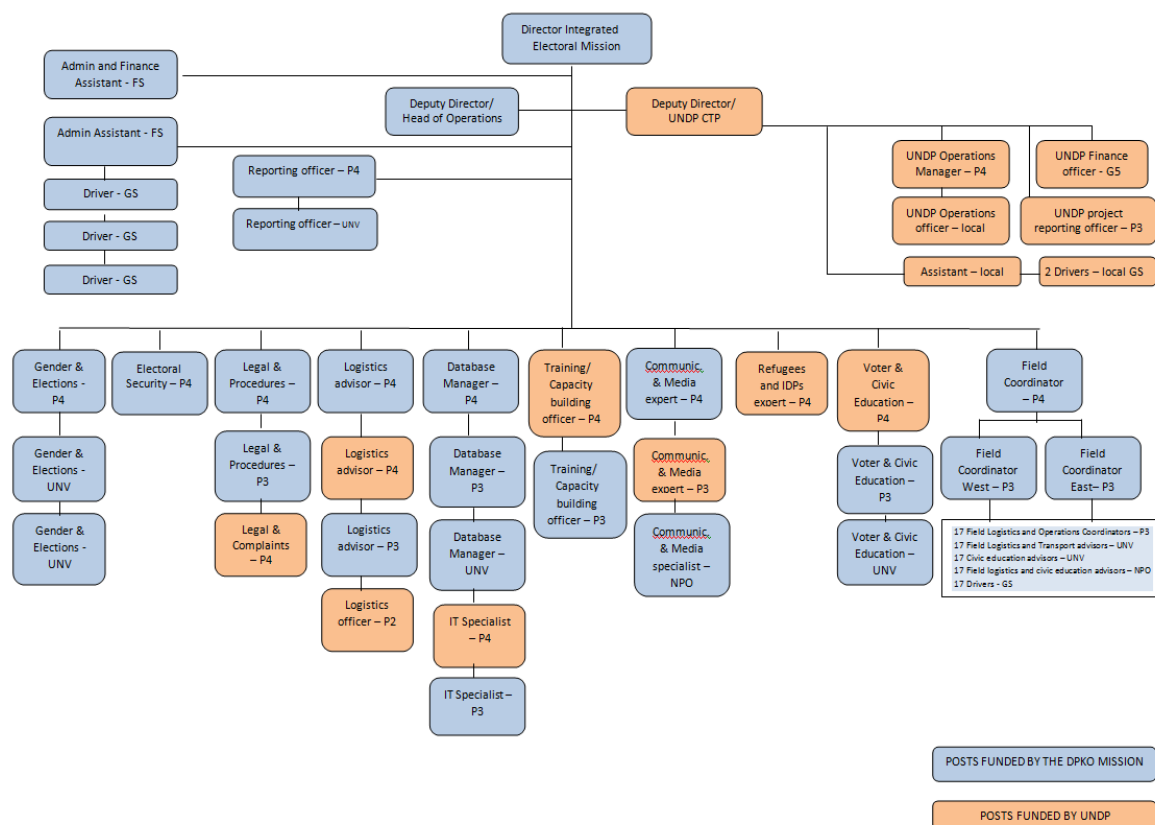 Director Integrated
Electoral Mission
Admin and Finance
Assistant - FS
Deputy Director/
Head of Operations
Deputy Director/
UNDP CTP
Admin Assistant - FS
Reporting officer – P4
Reporting officer – UNV
Driver - GS
Driver - GS
Driver - GS
UNDP Operations
Manager – P4
UNDP Finance
officer - G5
UNDP Operations
officer – local
UNDP project
reporting officer – P3
Assistant – local
2 Drivers – local GS
Gender &
Elections -
P4
Electoral
Security – P4
Legal &
Procedures –
P4
Logistics
advisor – P4
Database
Manager –
P4
Training/
Capacity
building
officer – P4
Communic.
& Media
expert – P4
Refugees
and IDPs
expert – P4
Voter &
Civic
Education –
P4
Field
Coordinator
– P4
Gender &
Elections -
UNV
Legal &
Procedures –
P3
Logistics
advisor – P4
Database
Manager –
P3
Training/
Capacity
building
officer – P3
Communic.
& Media
expert – P3
Voter & Civic
Education –
P3
Field
Coordinator
West – P3
Field
Coordinator
East– P3
Gender &
Elections -
UNV
Legal &
Complaints
– P4
Logistics
advisor – P3
Database
Manager –
UNV
Communic.
& Media
specialist –
NPO
Voter & Civic
Education –
UNV
17 Field Logistics and Operations Coordinators – P3
17 Field Logistics and Transport advisors – UNV
17 Civic education advisors – UNV
17 Field logistics and civic education advisors – NPO
17 Drivers - GS
Logistics
officer – P2
IT Specialist
– P4
IT Specialist –
P3
POSTS FUNDED BY THE DPKO MISSION
POSTS FUNDED BY UNDP